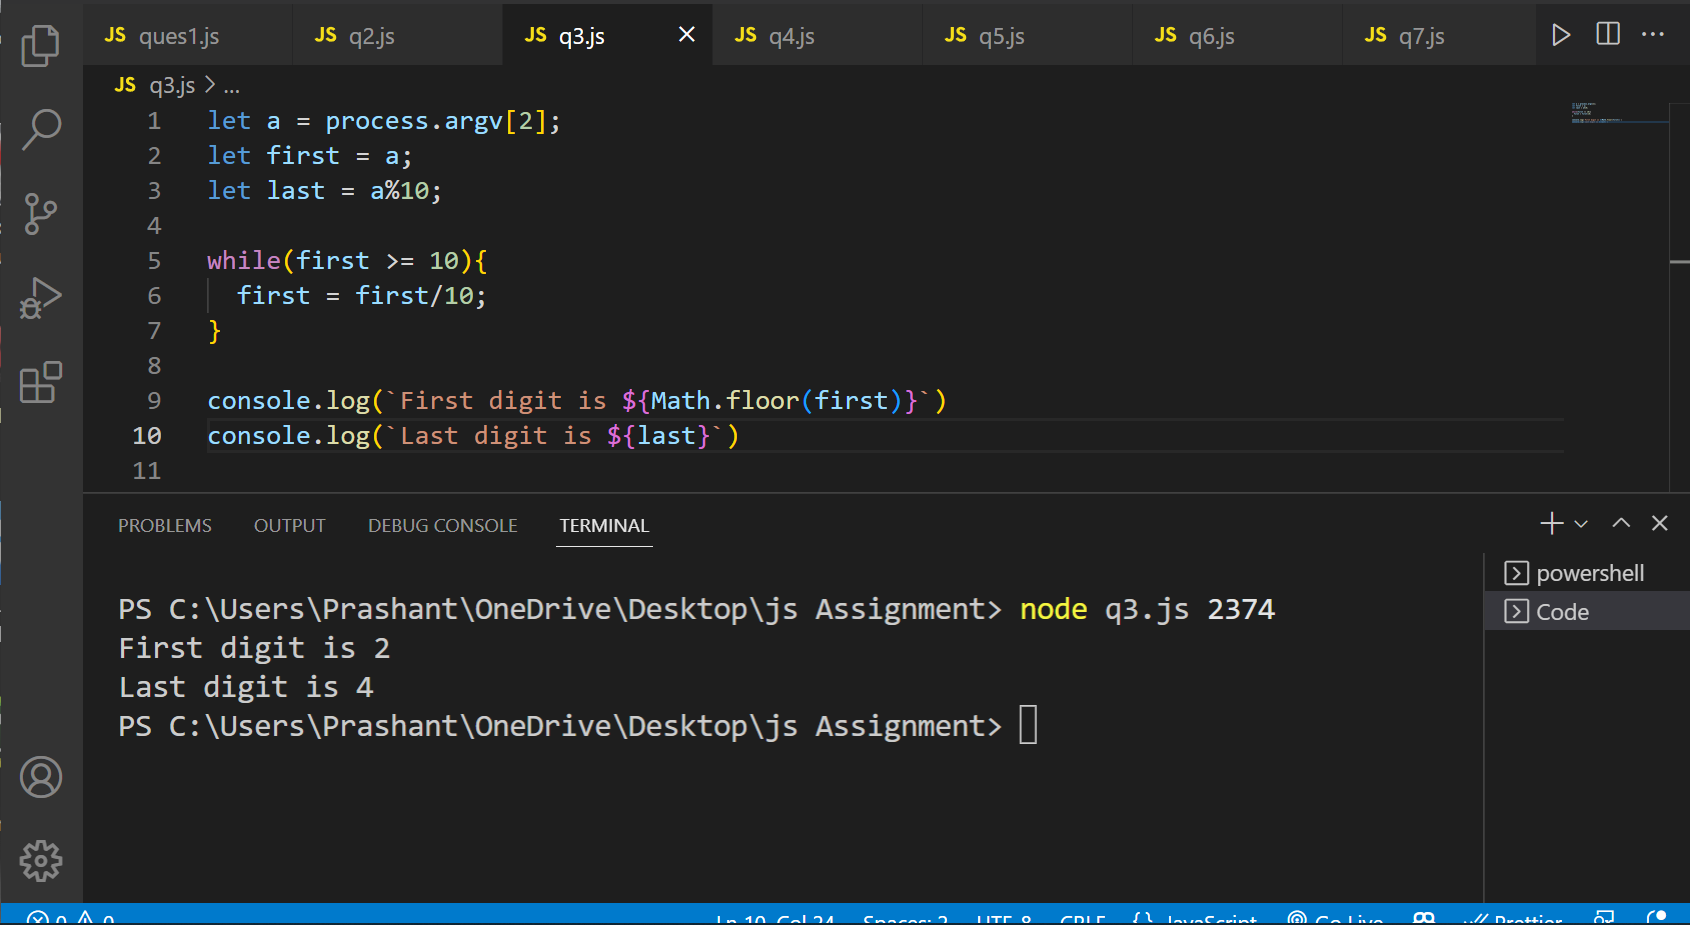 JS ques1.js JS q2.js JS q3.js JS q4.js JS q5.js JS q6.js JS q7.js
JS q3.js > ...
1 let a = process.argv[2];
2 let first = a;
3 let last = a%10;
4
5 while(first >= 10){
6 first = first/10;
7 }
8
9 console.log(`First digit is ${Math.floor(first)}`)
10 console.log(`Last digit is ${last}`)
11
PROBLEMS OUTPUT DEBUG CONSOLE TERMINAL
powershell
Code
PS C:\Users\Prashant\OneDrive\Desktop\js Assignment> node q3.js 2374
First digit is 2
Last digit is 4
PS C:\Users\Prashant\OneDrive\Desktop\js Assignment>
0 0 Ln 10, Col 34 Spaces: 2 UTF-8 CRLF {} JavaScript Go Live Prettier